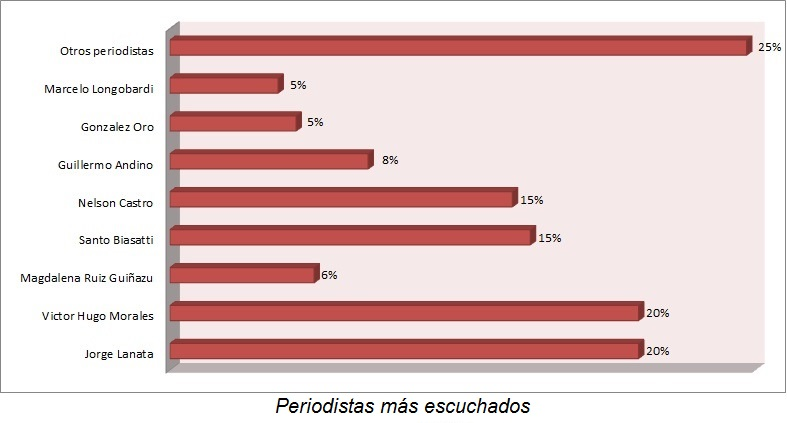 Otros periodistas 25%
Marcelo Longobardi 5%
Gonzalez Oro 5%
Guillermo Andino 8%
Nelson Castro 15%
Santo Biasatti 15%
Magdalena Ruiz Guiñazu 6%
Victor Hugo Morales 20%
Jorge Lanata 20%
Periodistas más escuchados